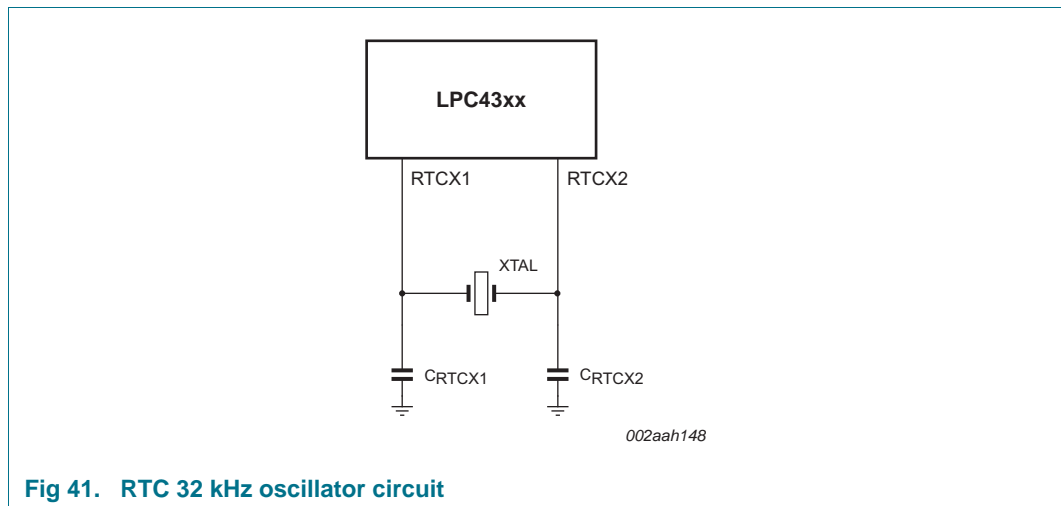 LPC43xx
RTCX1 RTCX2
XTAL
CRTCX1 CRTCX2
002aah148
Fig 41. RTC 32 kHz oscillator circuit